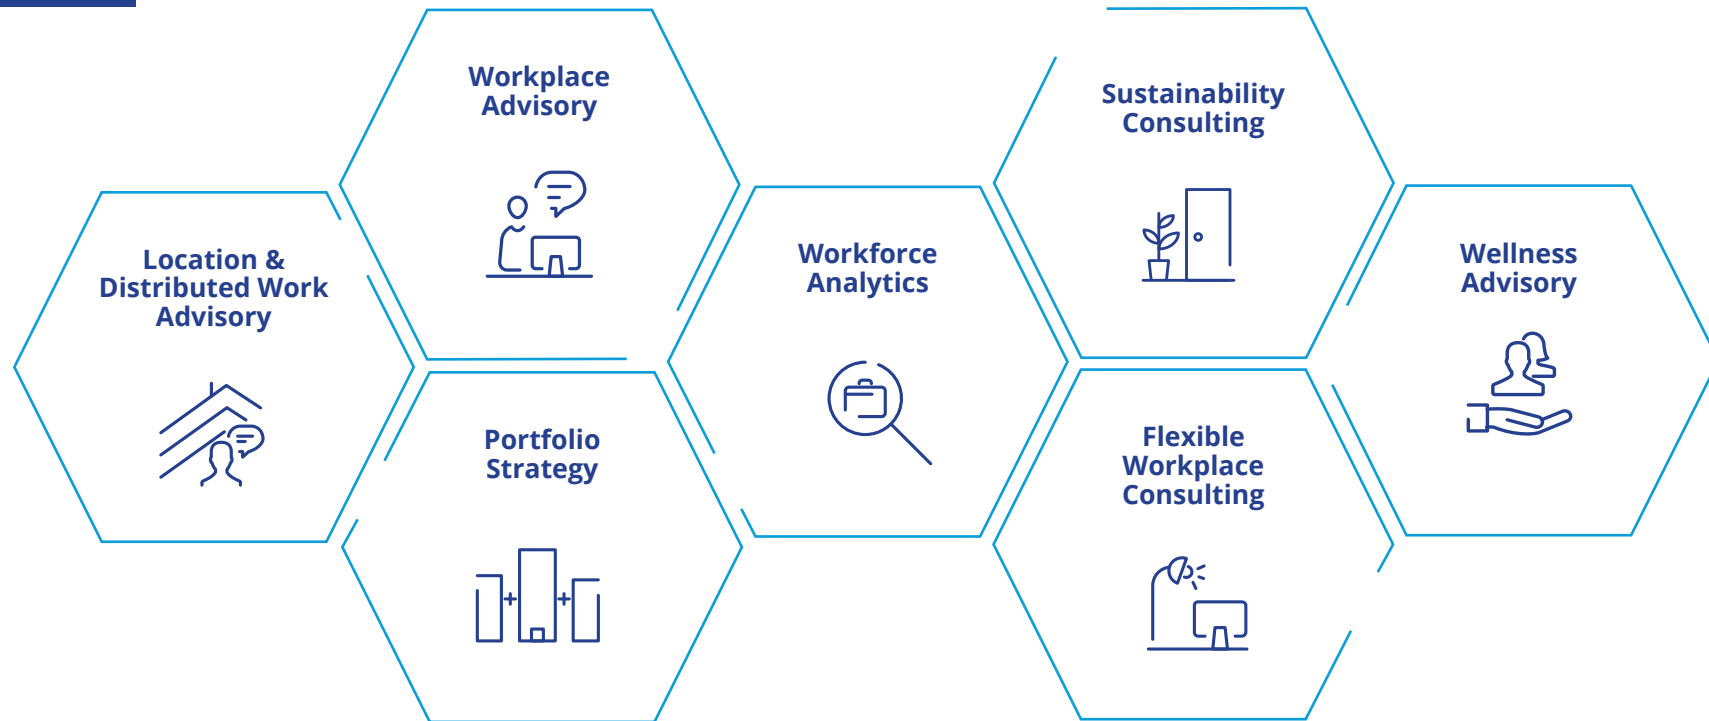 Workplace
Advisory
Sustainability
Consulting
Location &
Distributed Work
Advisory
Workforce
Analytics
Wellness
Advisory
Portfolio
Strategy
Flexible
Workplace
Consulting